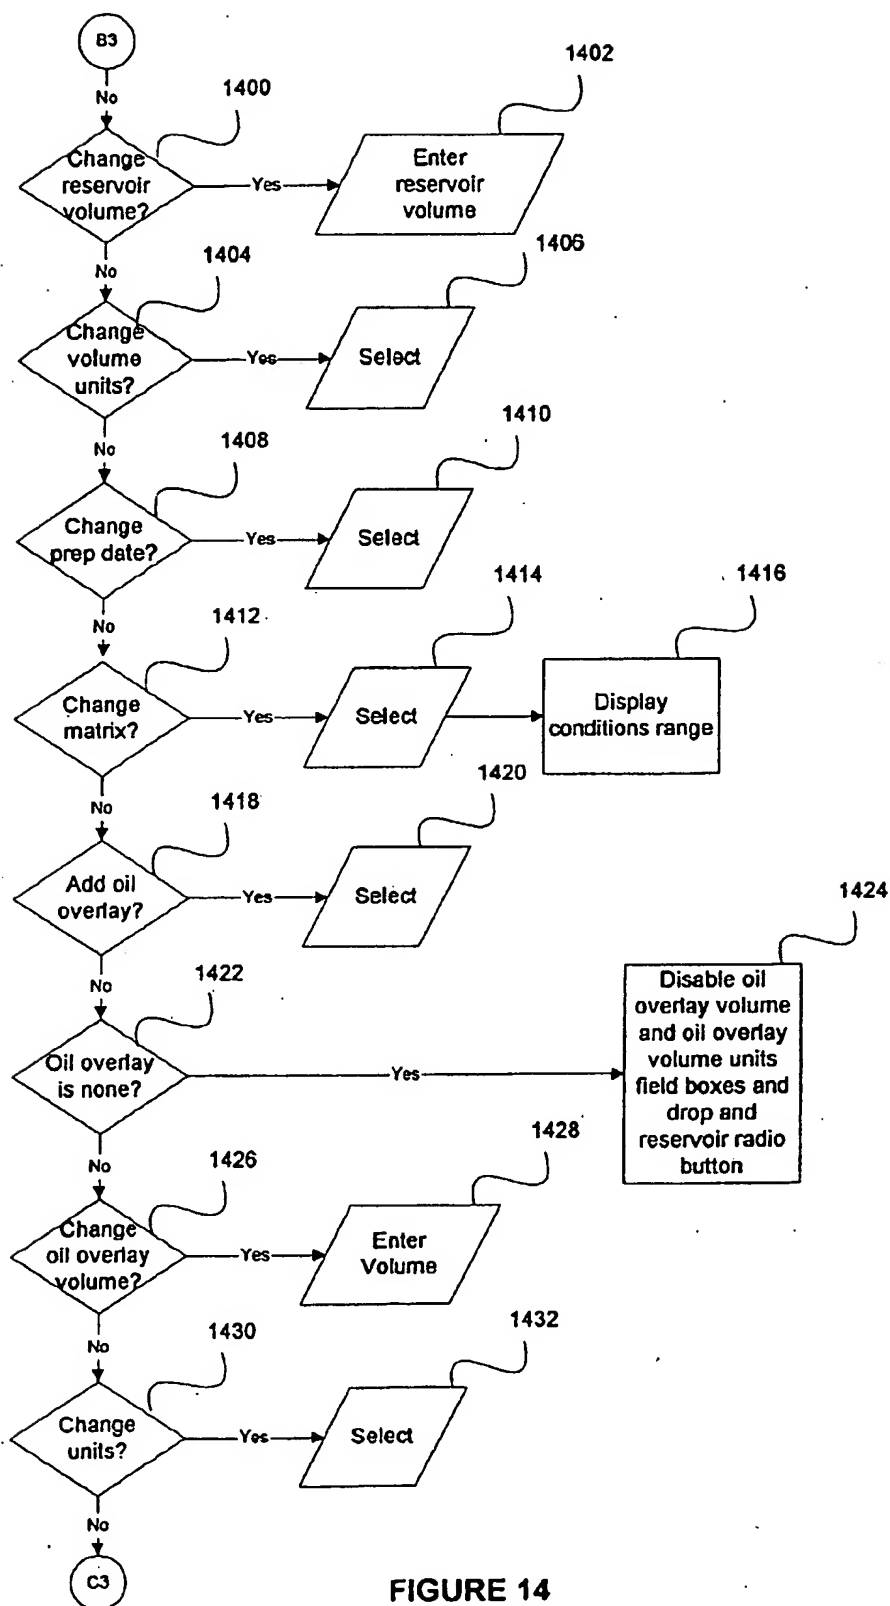 B3
No
1400
1402
Change
reservoir
volume?
Yes
Enter
reservoir
volume
No
1404
1406
Change
volume
units?
Yes
Select
No
1408
1410
Change
prep date?
Yes
Select
No
1412
1414
1416
Change
matrix?
Yes
Select
Display
conditions range
No
1418
1420
Add oil
overlay?
Yes
Select
No
1422
1424
Oil overlay
is none?
Yes
Disable oil
overlay volume
and oil overlay
volume units
field boxes and
drop and
reservoir radio
button
No
1426
1428
Change
oil overlay
volume?
Yes
Enter
Volume
No
1430
1432
Change
units?
Yes
Select
No
C3
FIGURE 14